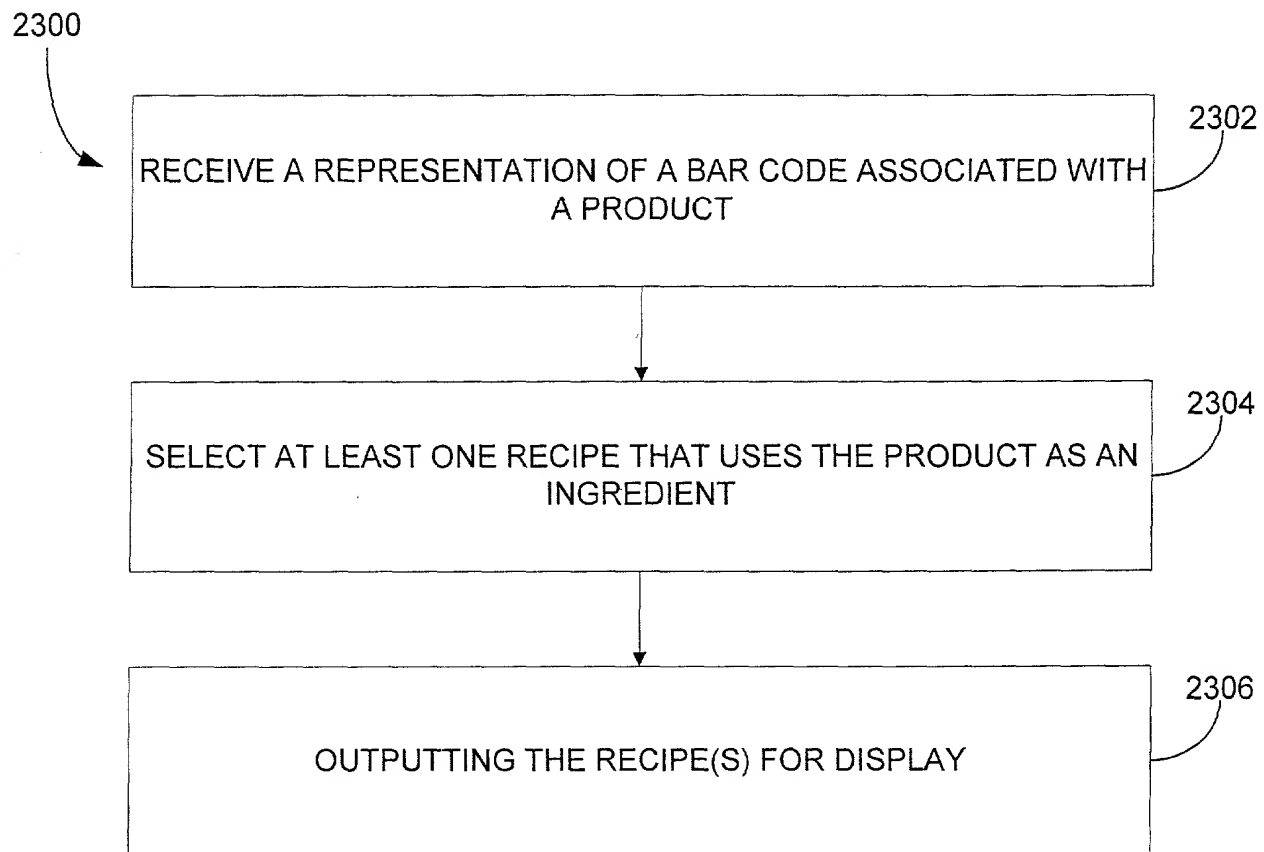 2300
2302
RECEIVE A REPRESENTATION OF A BAR CODE ASSOCIATED WITH
A PRODUCT
2304
SELECT AT LEAST ONE RECIPE THAT USES THE PRODUCT AS AN
INGREDIENT
2306
OUTPUTTING THE RECIPE(S) FOR DISPLAY